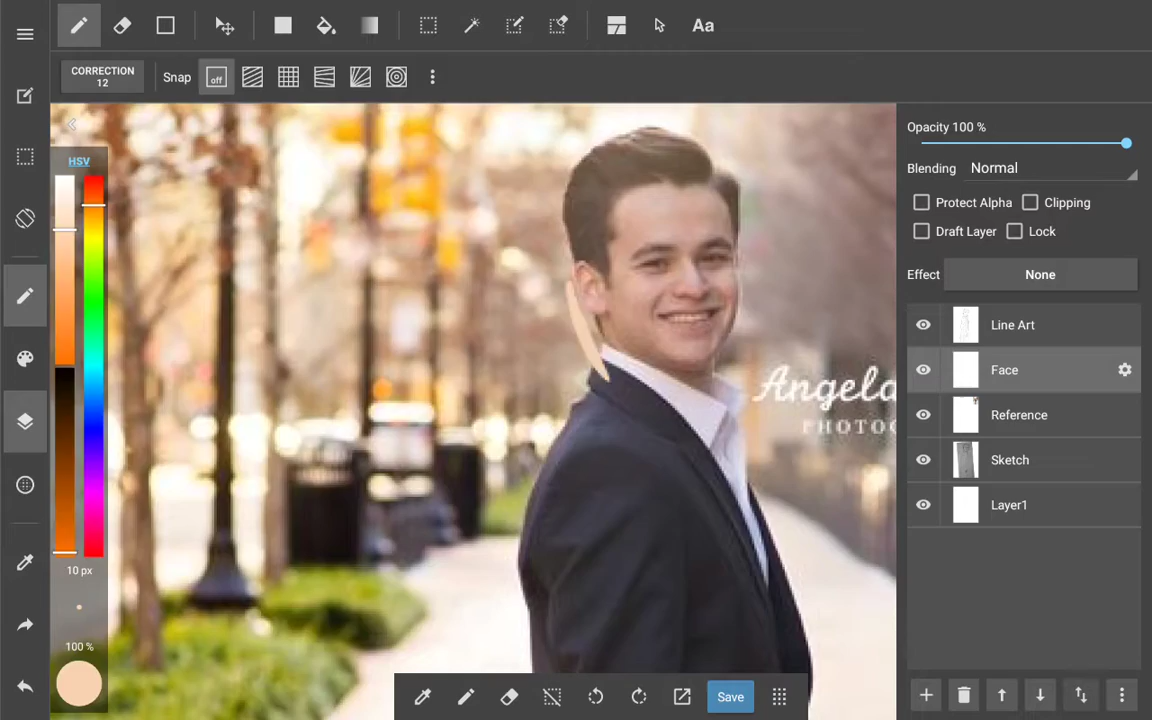 CORRECTION
12
Snap
off
Aa
HSV
10 px
100 %
Angela
PHOTO
Opacity 100 %
Blending Normal
Protect Alpha Clipping
Draft Layer Lock
Effect None
Line Art
Face
Reference
Sketch
Layer1
Save